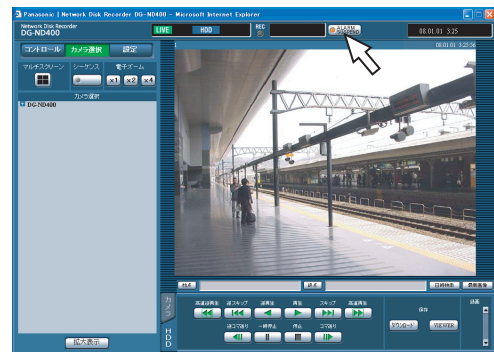 Panasonic | Network Disk Recorder DG-ND400 - Microsoft Internet Explorer
Network Disk Recorder
DG-ND400
LIVE HDD REC ALARM SUSPEND 08.01.01 3:25
コントロール カメラ選択 設定
マルチスクリーン シーケンス 電子ズーム
x1 x2 x4
カメラ選択
DG-ND400
拡大表示
1 08.01.01 3:25:36
始点 終点 日時検索 最新画像
カメラ
HDD
高速逆再生 逆スキップ 逆再生 再生 スキップ 高速再生
逆コマ送り 一時停止 停止 コマ送り
保存
ダウンロード VIEWER
録画